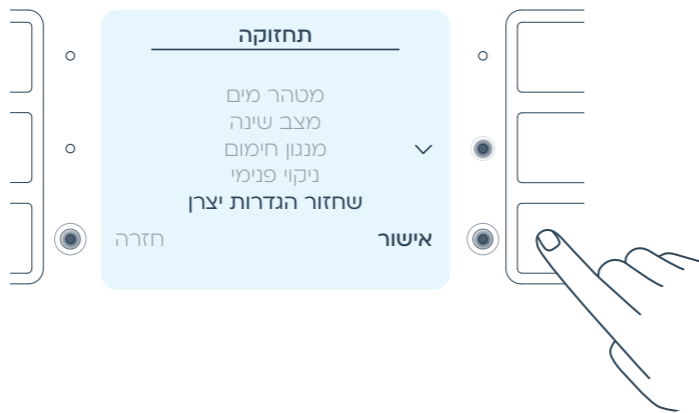 תחזוקה
מטהר מים
מצב שינה
מנגנון חימום
ניקוי פנימי
שחזור הגדרות יצרן
אישור
חזרה